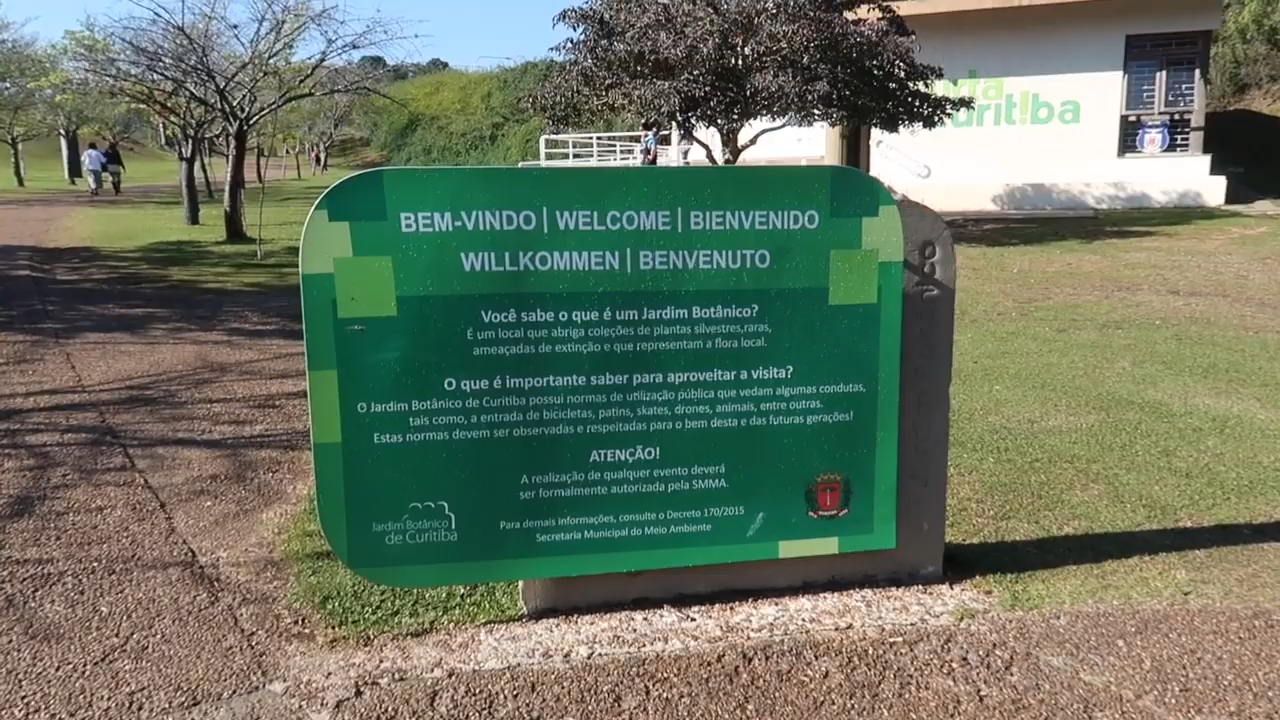 BEM-VINDO | WELCOME | BIENVENIDO
WILLKOMMEN | BENVENUTO
Você sabe o que é um Jardim Botânico?
É um local que abriga coleções de plantas silvestres,raras,
ameaçadas de extinção e que representam a flora local.
O que é importante saber para aproveitar a visita?
O Jardim Botânico de Curitiba possui normas de utilização pública que vedam algumas condutas,
tais como, a entrada de bicicletas, patins, skates, drones, animais, entre outras.
Estas normas devem ser observadas e respeitadas para o bem desta e das futuras gerações!
ATENÇÃO!
A realização de qualquer evento deverá
ser formalmente autorizada pela SMMA.
Para demais informações, consulte o Decreto 170/2015
Secretaria Municipal do Meio Ambiente
Jardim Botânico
de Curitiba